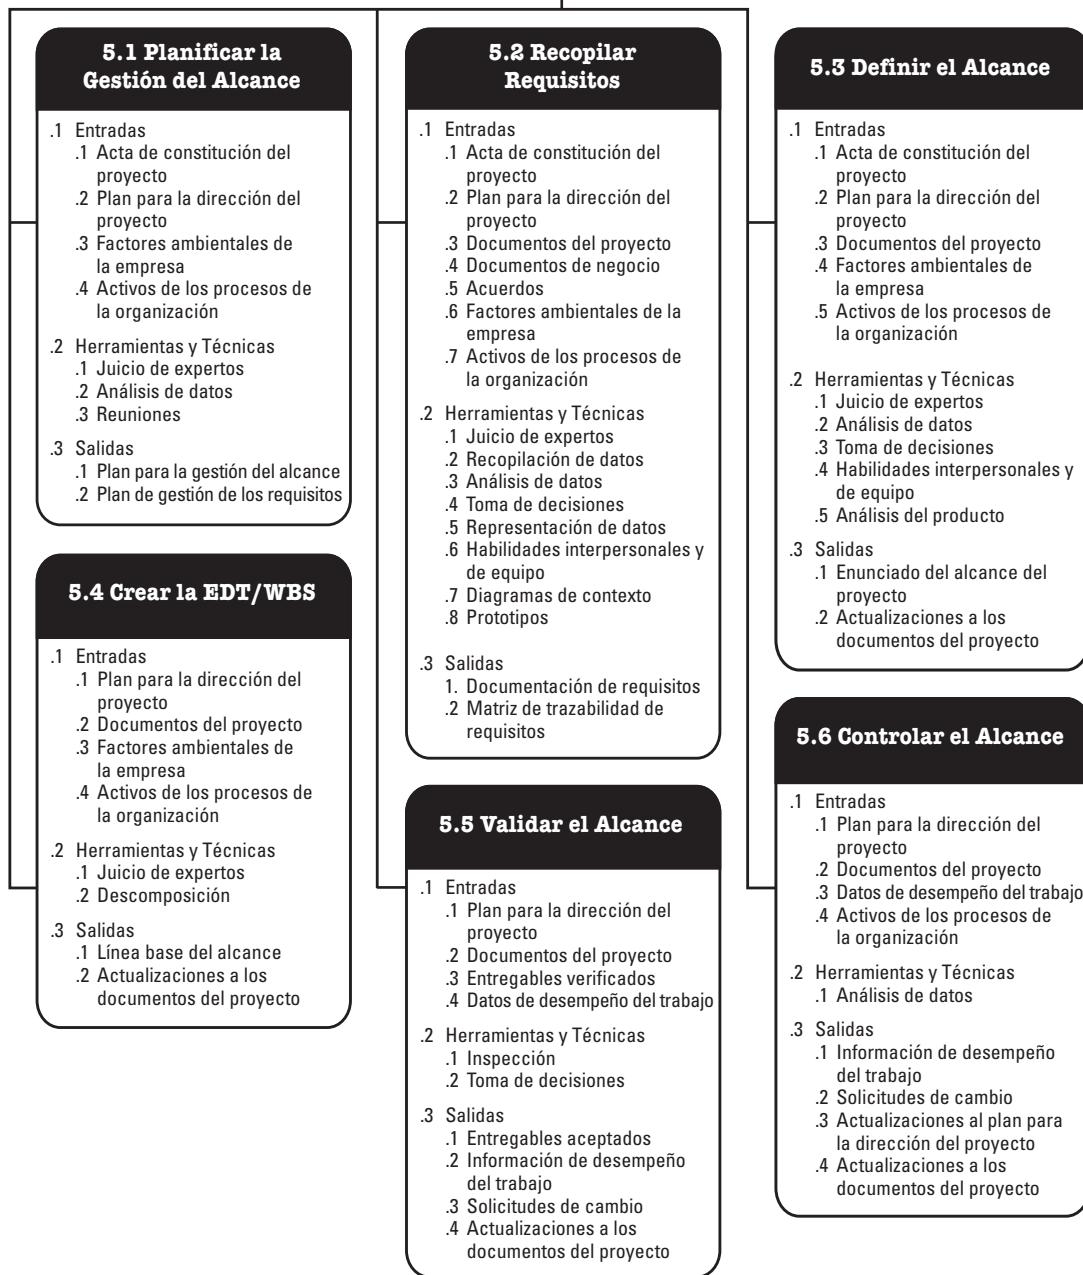 5.1 Planificar la
Gestión del Alcance
.1 Entradas
.1 Acta de constitución del
proyecto
.2 Plan para la dirección del
proyecto
.3 Factores ambientales de
la empresa
.4 Activos de los procesos de
la organización
.2 Herramientas y Técnicas
.1 Juicio de expertos
.2 Análisis de datos
.3 Reuniones
.3 Salidas
.1 Plan para la gestión del alcance
.2 Plan de gestión de los requisitos
5.2 Recopilar
Requisitos
.1 Entradas
.1 Acta de constitución del
proyecto
.2 Plan para la dirección del
proyecto
.3 Documentos del proyecto
.4 Documentos de negocio
.5 Acuerdos
.6 Factores ambientales de la
empresa
.7 Activos de los procesos de
la organización
.2 Herramientas y Técnicas
.1 Juicio de expertos
.2 Recopilación de datos
.3 Análisis de datos
.4 Toma de decisiones
.5 Representación de datos
.6 Habilidades interpersonales y
de equipo
.7 Diagramas de contexto
.8 Prototipos
.3 Salidas
1. Documentación de requisitos
.2 Matriz de trazabilidad de
requisitos
5.3 Definir el Alcance
.1 Entradas
.1 Acta de constitución del
proyecto
.2 Plan para la dirección del
proyecto
.3 Documentos del proyecto
.4 Factores ambientales de
la empresa
.5 Activos de los procesos de
la organización
.2 Herramientas y Técnicas
.1 Juicio de expertos
.2 Análisis de datos
.3 Toma de decisiones
.4 Habilidades interpersonales y
de equipo
.5 Análisis del producto
.3 Salidas
.1 Enunciado del alcance del
proyecto
.2 Actualizaciones a los
documentos del proyecto
5.4 Crear la EDT/WBS
.1 Entradas
.1 Plan para la dirección del
proyecto
.2 Documentos del proyecto
.3 Factores ambientales de
la empresa
.4 Activos de los procesos de
la organización
.2 Herramientas y Técnicas
.1 Juicio de expertos
.2 Descomposición
.3 Salidas
.1 Línea base del alcance
.2 Actualizaciones a los
documentos del proyecto
5.5 Validar el Alcance
.1 Entradas
.1 Plan para la dirección del
proyecto
.2 Documentos del proyecto
.3 Entregables verificados
.4 Datos de desempeño del trabajo
.2 Herramientas y Técnicas
.1 Inspección
.2 Toma de decisiones
.3 Salidas
.1 Entregables aceptados
.2 Información de desempeño
del trabajo
.3 Solicitudes de cambio
.4 Actualizaciones a los
documentos del proyecto
5.6 Controlar el Alcance
.1 Entradas
.1 Plan para la dirección del
proyecto
.2 Documentos del proyecto
.3 Datos de desempeño del trabajo
.4 Activos de los procesos de
la organización
.2 Herramientas y Técnicas
.1 Análisis de datos
.3 Salidas
.1 Información de desempeño
del trabajo
.2 Solicitudes de cambio
.3 Actualizaciones al plan para
la dirección del proyecto
.4 Actualizaciones a los
documentos del proyecto